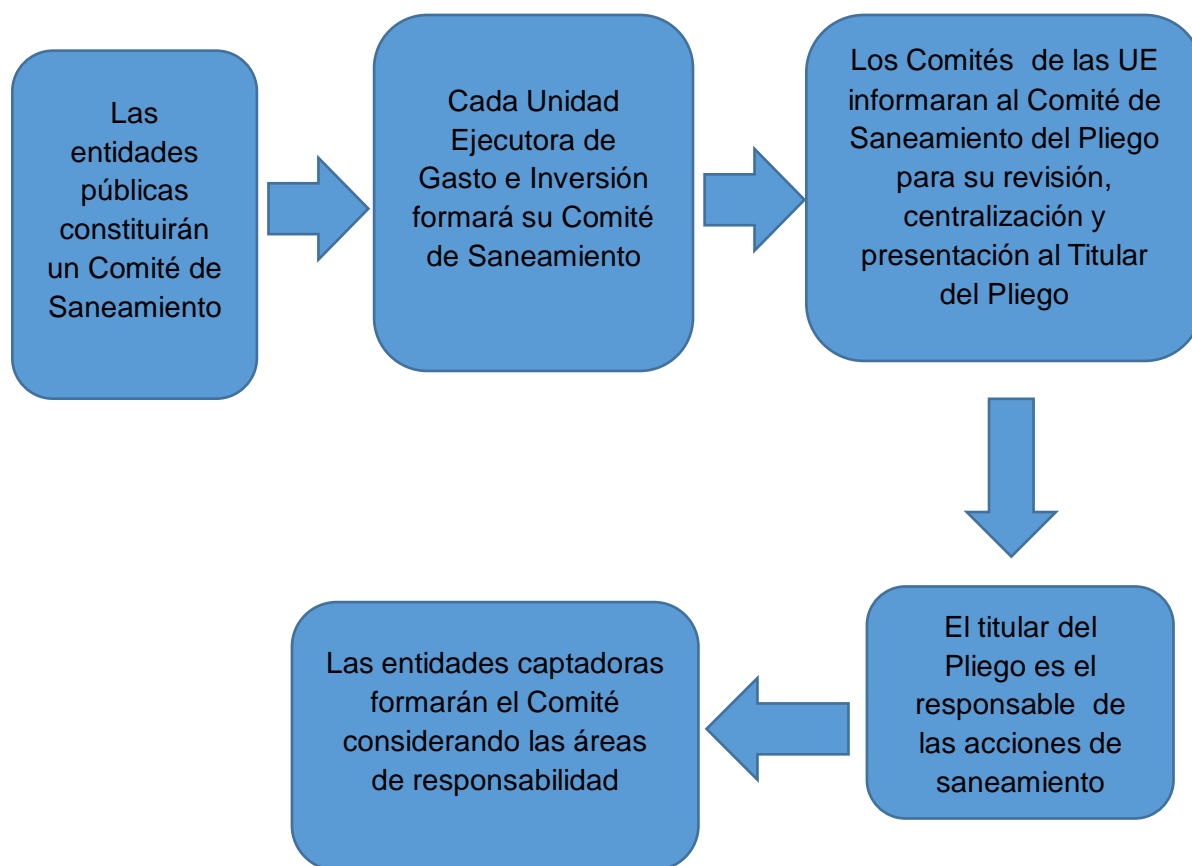 Las
entidades
públicas
constituirán
un Comité de
Saneamiento
Cada Unidad
Ejecutora de
Gasto e Inversión
formará su Comité
de Saneamiento
Los Comités de las UE
informaran al Comité de
Saneamiento del Pliego
para su revisión,
centralización y
presentación al Titular
del Pliego
El titular del
Pliego es el
responsable de
las acciones de
saneamiento
Las entidades captadoras
formarán el Comité
considerando las áreas
de responsabilidad